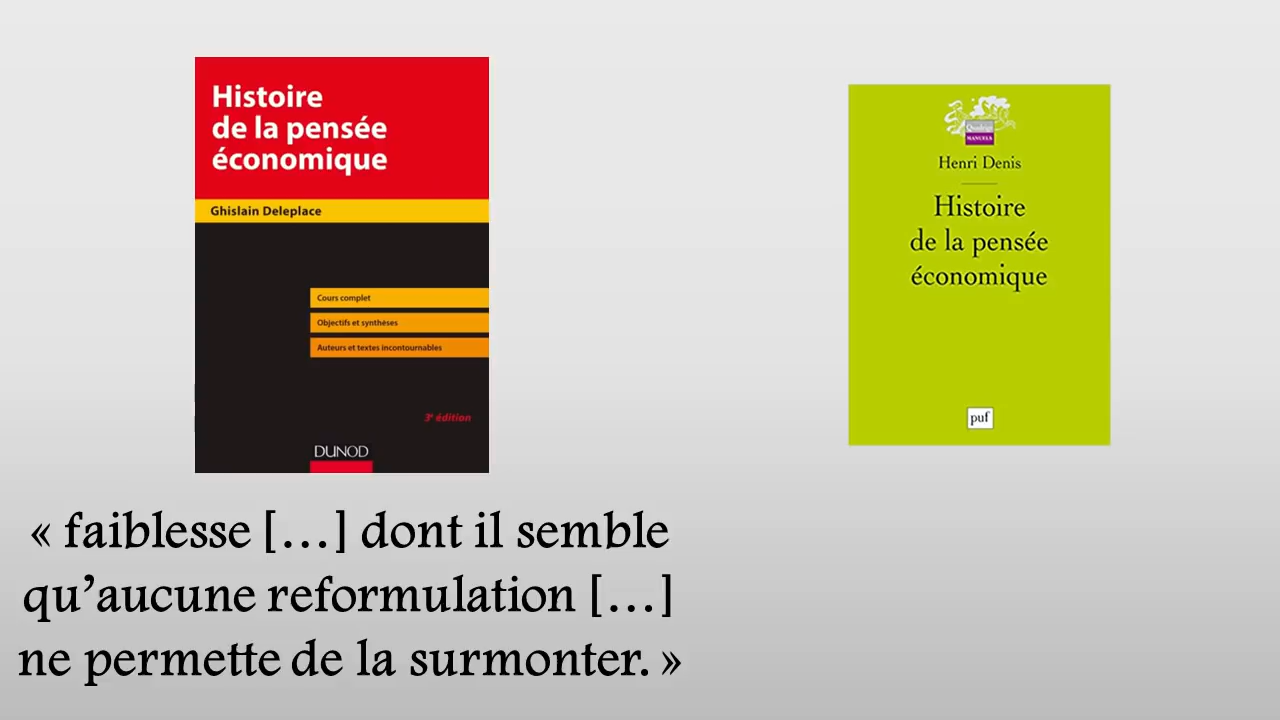 Histoire
de la pensée
économique
Ghislain Deleplace
Cours complet
Objectifs et synthèses
Auteurs et textes incontournables
3e édition
DUNOD
« faiblesse […] dont il semble
qu’aucune reformulation […]
ne permette de la surmonter. »
Quadrige
MANUELS
Henri Denis
Histoire
de la pensée
économique
puf